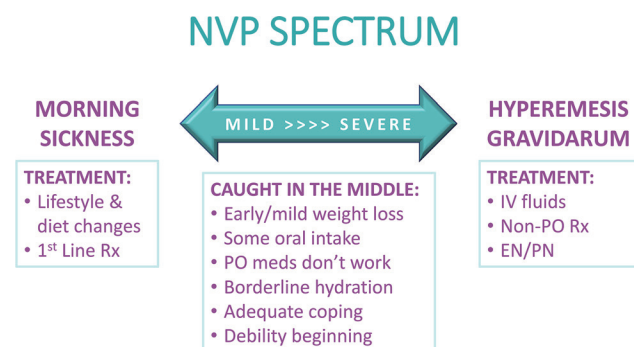 NVP SPECTRUM
MORNING
SICKNESS
MILD >>>> SEVERE
HYPEREMESIS
GRAVIDARUM
TREATMENT:
• Lifestyle &
diet changes
• 1st Line Rx
CAUGHT IN THE MIDDLE:
• Early/mild weight loss
• Some oral intake
• PO meds don’t work
• Borderline hydration
• Adequate coping
• Debility beginning
TREATMENT:
• IV fluids
• Non-PO Rx
• EN/PN